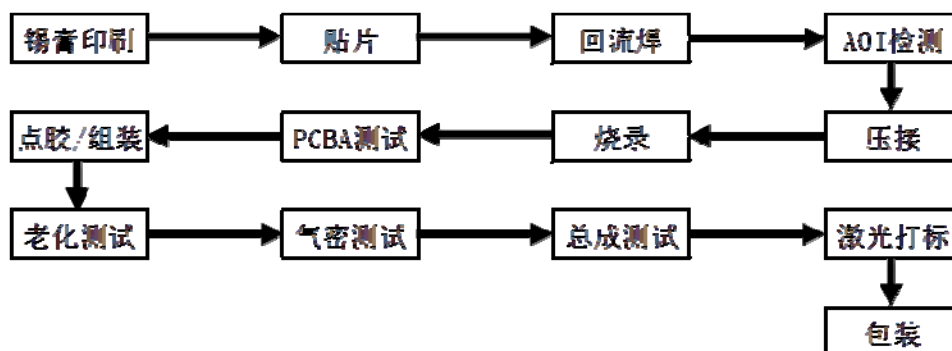 锡膏印刷
贴片
回流焊
AOI检测
压接
烧录
PCBA测试
点胶/组装
老化测试
气密测试
总成测试
激光打标
包装